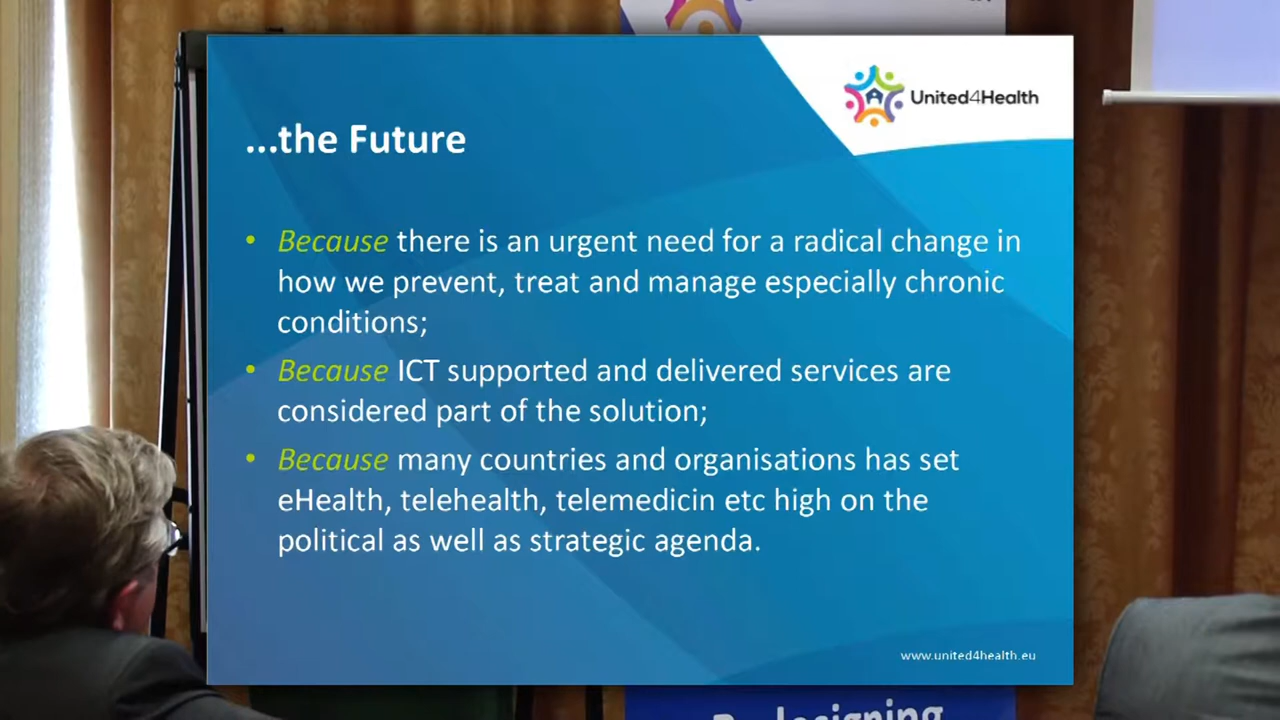 United4Health
...the Future
• Because there is an urgent need for a radical change in
how we prevent, treat and manage especially chronic
conditions;
• Because ICT supported and delivered services are
considered part of the solution;
• Because many countries and organisations has set
eHealth, telehealth, telemedicin etc high on the
political as well as strategic agenda.
www.united4health.eu